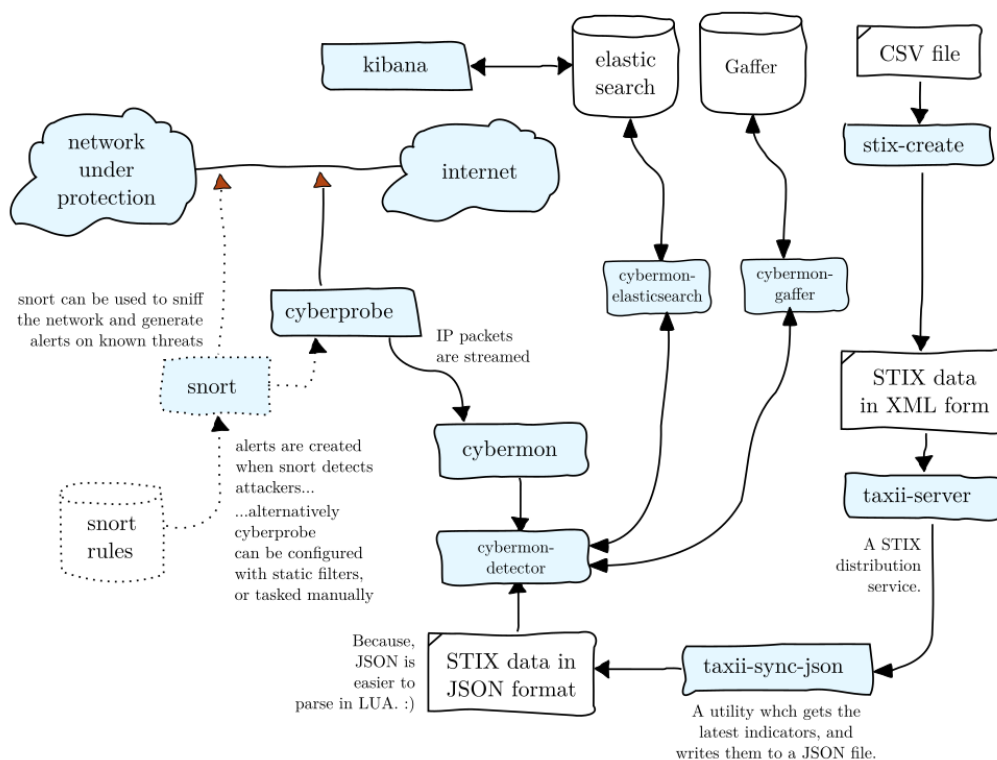 kibana
elastic
search
Gaffer
CSV file
stix-create
network
under
protection
internet
cybermon-
elasticsearch
cybermon-
gaffer
snort can be used to sniff
the network and generate
alerts on known threats
cyberprobe
IP packets
are streamed
snort
STIX data
in XML form
cybermon
alerts are created
when snort detects
attackers...
...alternatively
cyberprobe
can be configured
with static filters,
or tasked manually
snort
rules
taxii-server
cybermon-
detector
A STIX
distribution
service.
Because,
JSON is
easier to
parse in LUA. :)
STIX data in
JSON format
taxii-sync-json
A utility whch gets the
latest indicators, and
writes them to a JSON file.